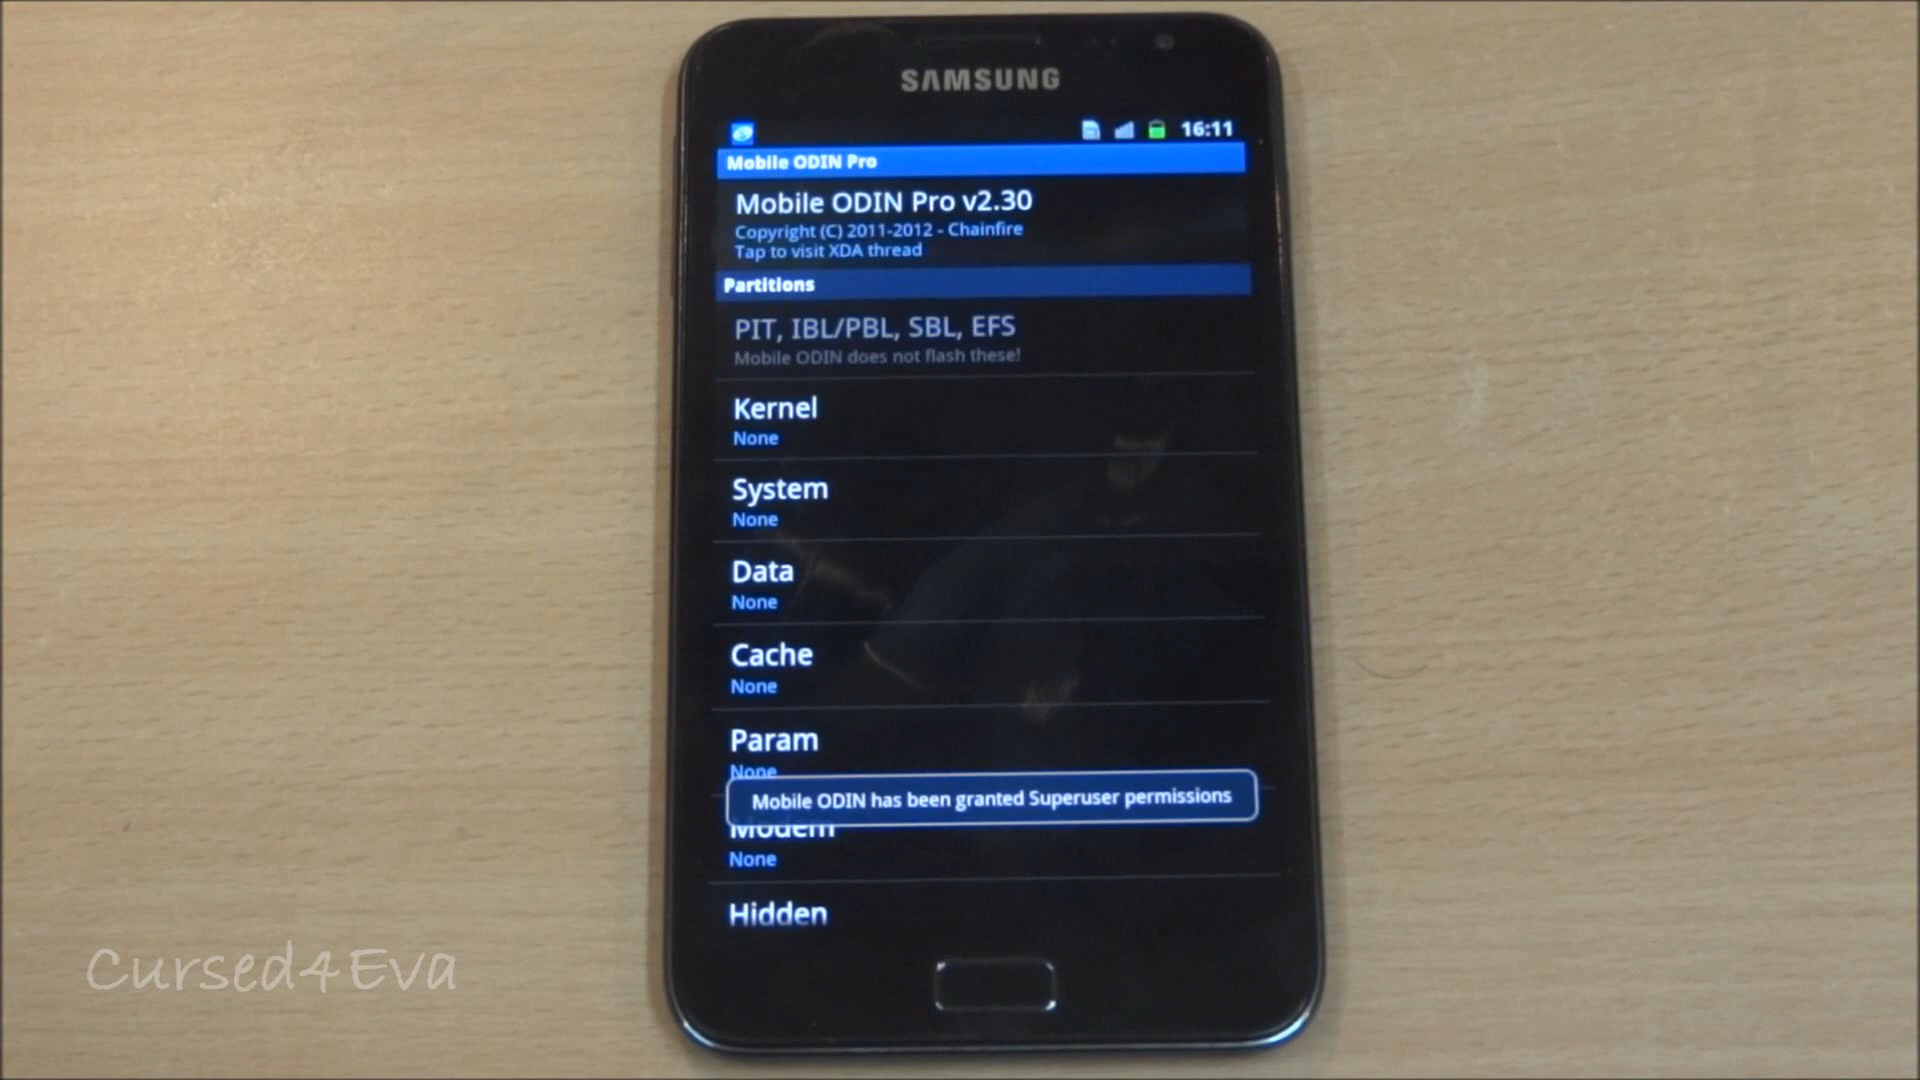 SAMSUNG
16:11
Mobile ODIN Pro
Mobile ODIN Pro v2.30
Copyright (C) 2011-2012 - Chainfire
Tap to visit XDA thread
Partitions
PIT, IBL/PBL, SBL, EFS
Mobile ODIN does not flash these!
Kernel
None
System
None
Data
None
Cache
None
Param
None
Mobile ODIN has been granted Superuser permissions
Modem
None
Hidden
Cursed4Eva